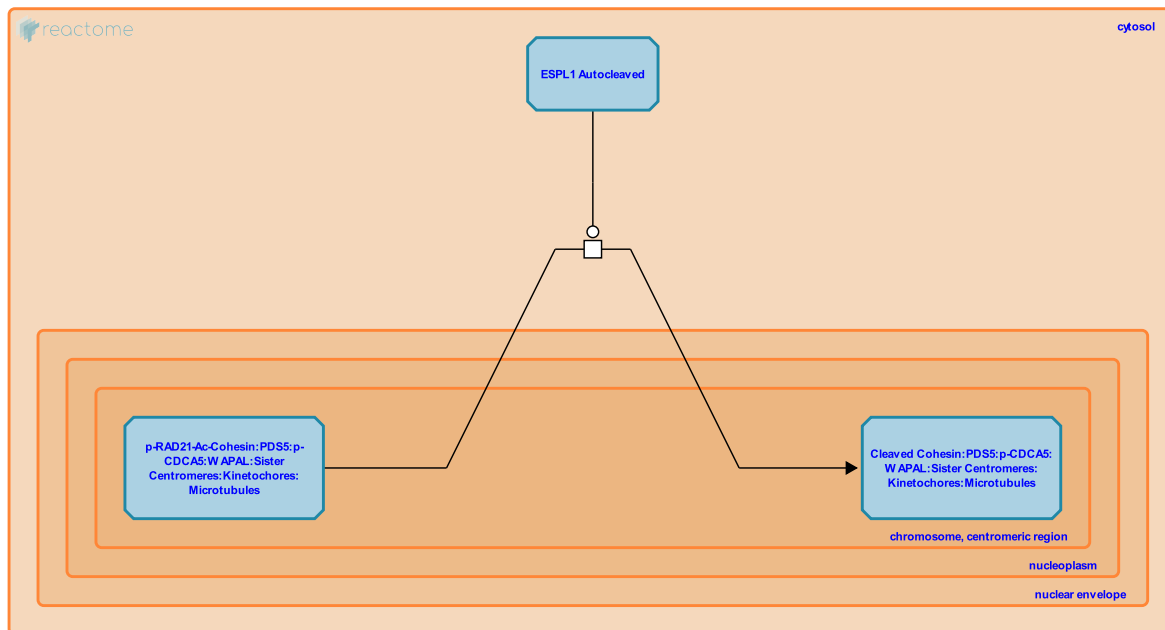 reactome
cytosol
ESPL1 Autocleaved
p-RAD21-Ac-Cohesin:PDS5:p-
CDCA5:WAPAL:Sister
Centromeres:Kinetochores:
Microtubules
Cleaved Cohesin:PDS5:p-CDCA5:
WAPAL:Sister Centromeres:
Kinetochores:Microtubules
chromosome, centromeric region
nucleoplasm
nuclear envelope